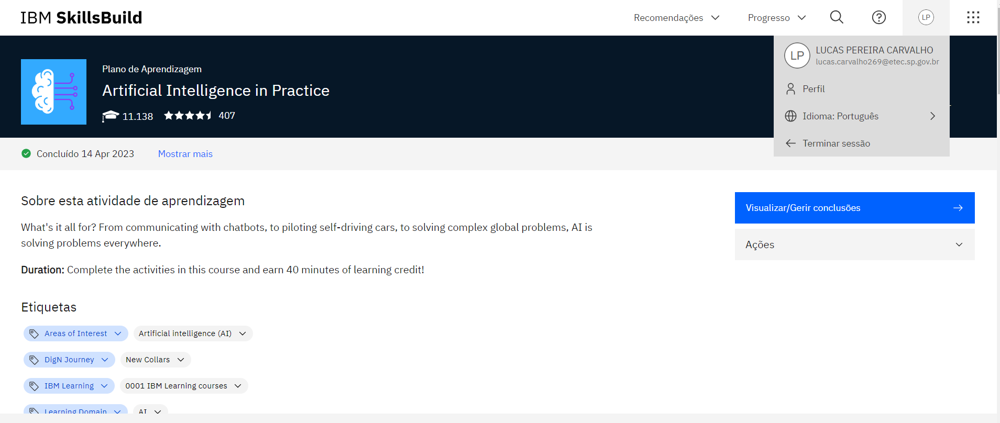 IBM SkillsBuild
Recomendações
Progresso
LP
LP
LUCAS PEREIRA CARVALHO
lucas.carvalho269@etec.sp.gov.br
Perfil
Idioma: Português
Terminar sessão
Plano de Aprendizagem
Artificial Intelligence in Practice
11.138
407
Concluído 14 Apr 2023 Mostrar mais
Sobre esta atividade de aprendizagem
What's it all for? From communicating with chatbots, to piloting self-driving cars, to solving complex global problems, AI is
solving problems everywhere.
Duration: Complete the activities in this course and earn 40 minutes of learning credit!
Visualizar/Gerir conclusões
Ações
Etiquetas
Areas of Interest Artificial intelligence (AI)
DigN Journey New Collars
IBM Learning 0001 IBM Learning courses
Learning Domain AI